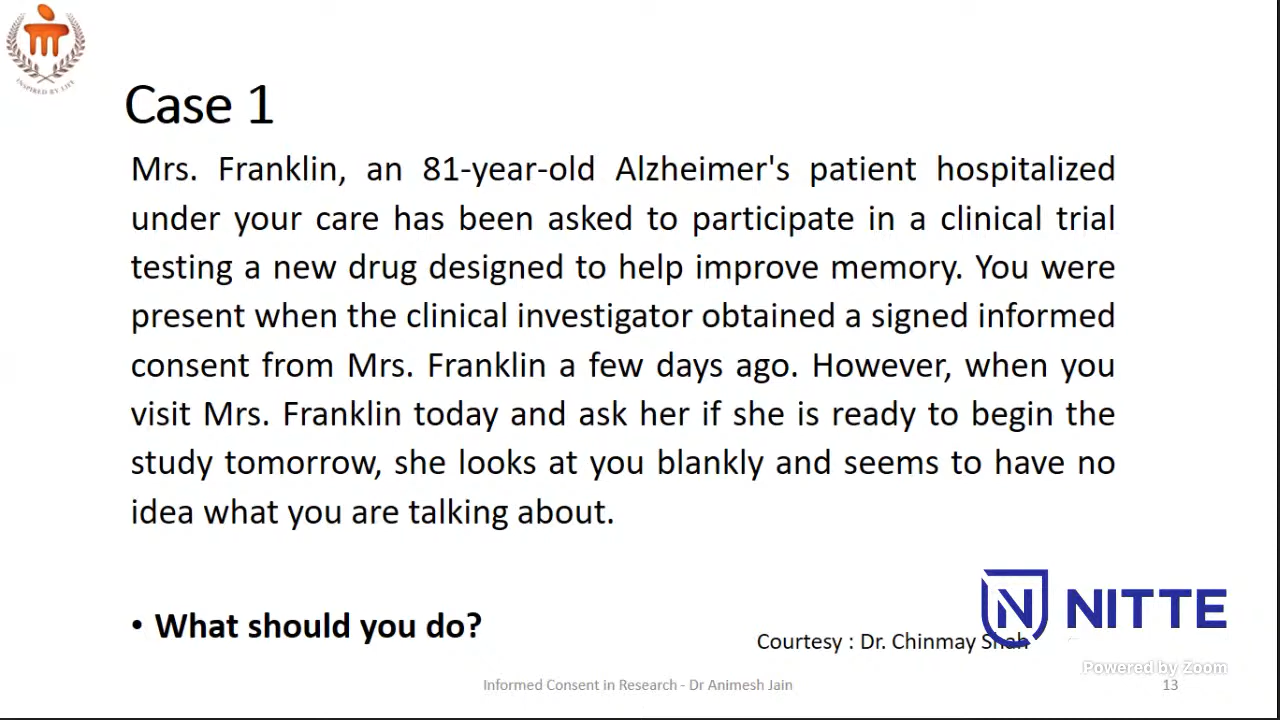 INSPIRED BY LIFE
Case 1
Mrs. Franklin, an 81-year-old Alzheimer's patient hospitalized
under your care has been asked to participate in a clinical trial
testing a new drug designed to help improve memory. You were
present when the clinical investigator obtained a signed informed
consent from Mrs. Franklin a few days ago. However, when you
visit Mrs. Franklin today and ask her if she is ready to begin the
study tomorrow, she looks at you blankly and seems to have no
idea what you are talking about.
• What should you do?
NITTE
Courtesy : Dr. Chinmay Shah
Powered by Zoom
Informed Consent in Research - Dr Animesh Jain
13